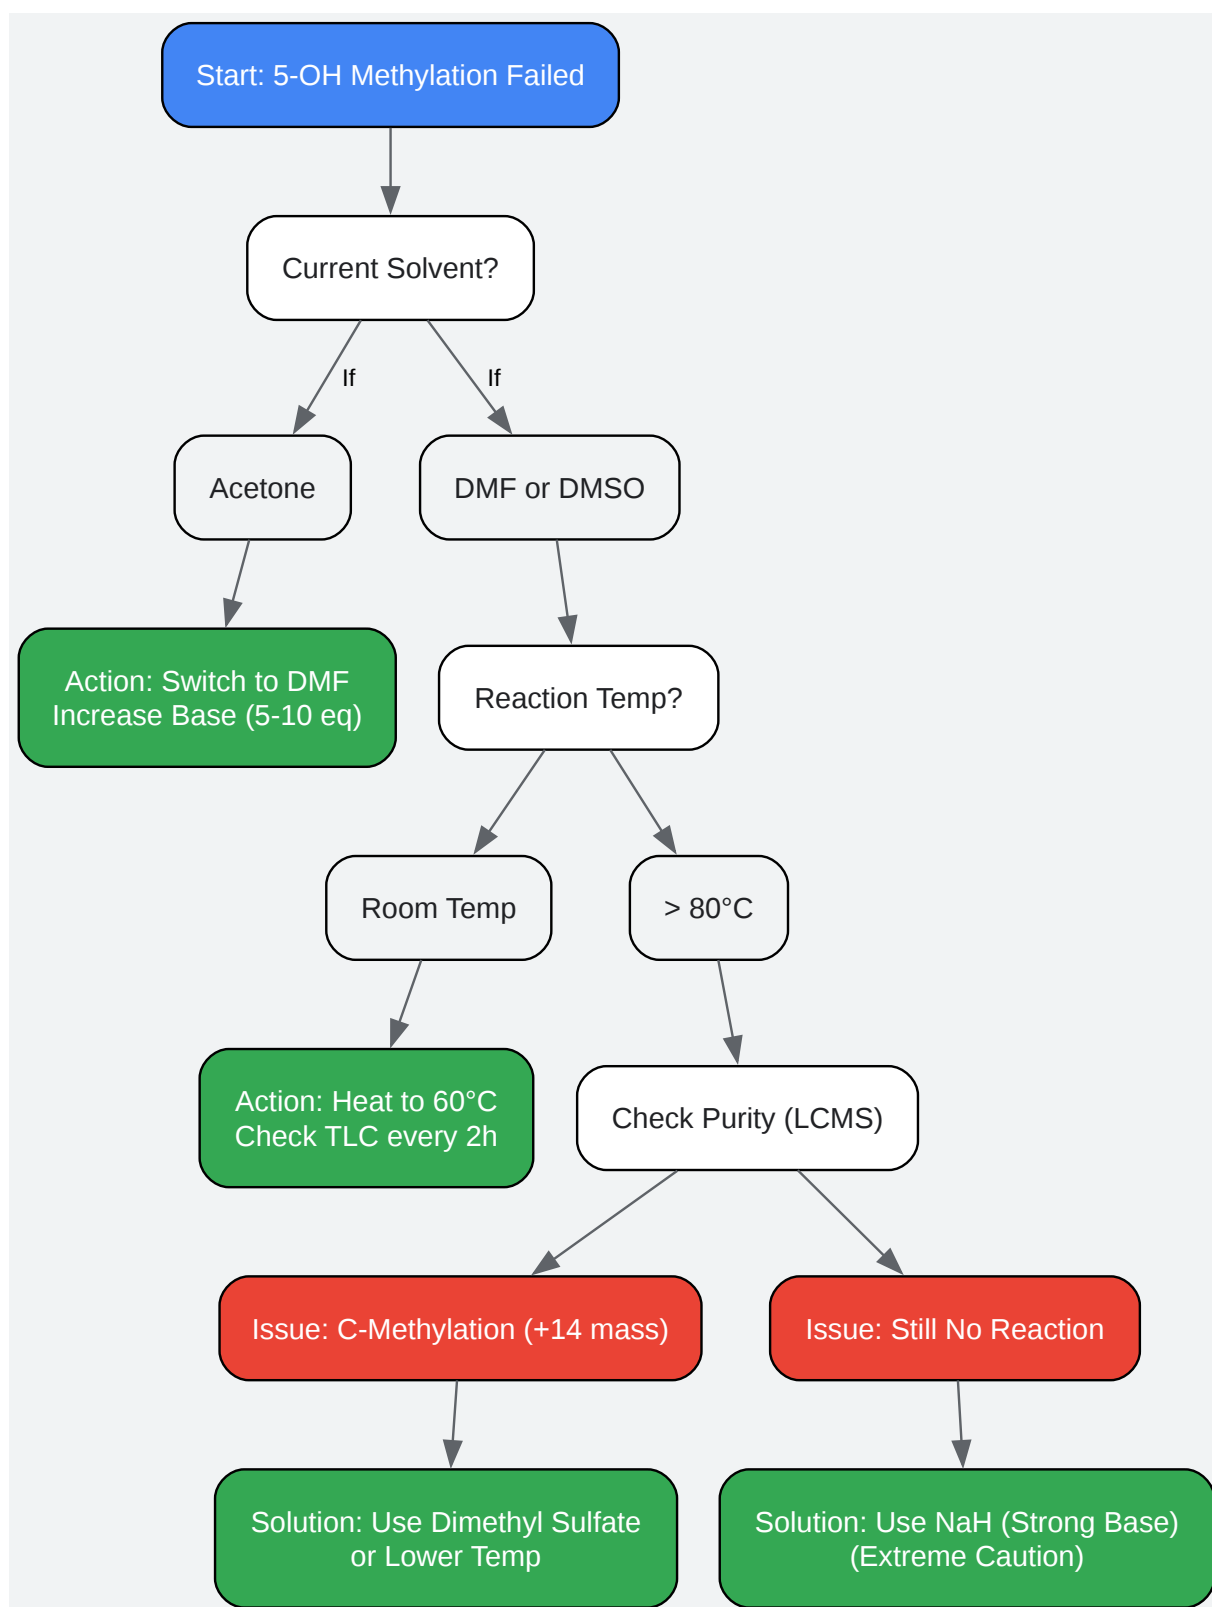 Start: 5-OH Methylation Failed
Current Solvent?
If
If
Acetone
DMF or DMSO
Action: Switch to DMF
Increase Base (5-10 eq)
Reaction Temp?
Room Temp
> 80°C
Action: Heat to 60°C
Check TLC every 2h
Check Purity (LCMS)
Issue: C-Methylation (+14 mass)
Issue: Still No Reaction
Solution: Use Dimethyl Sulfate
or Lower Temp
Solution: Use NaH (Strong Base)
(Extreme Caution)